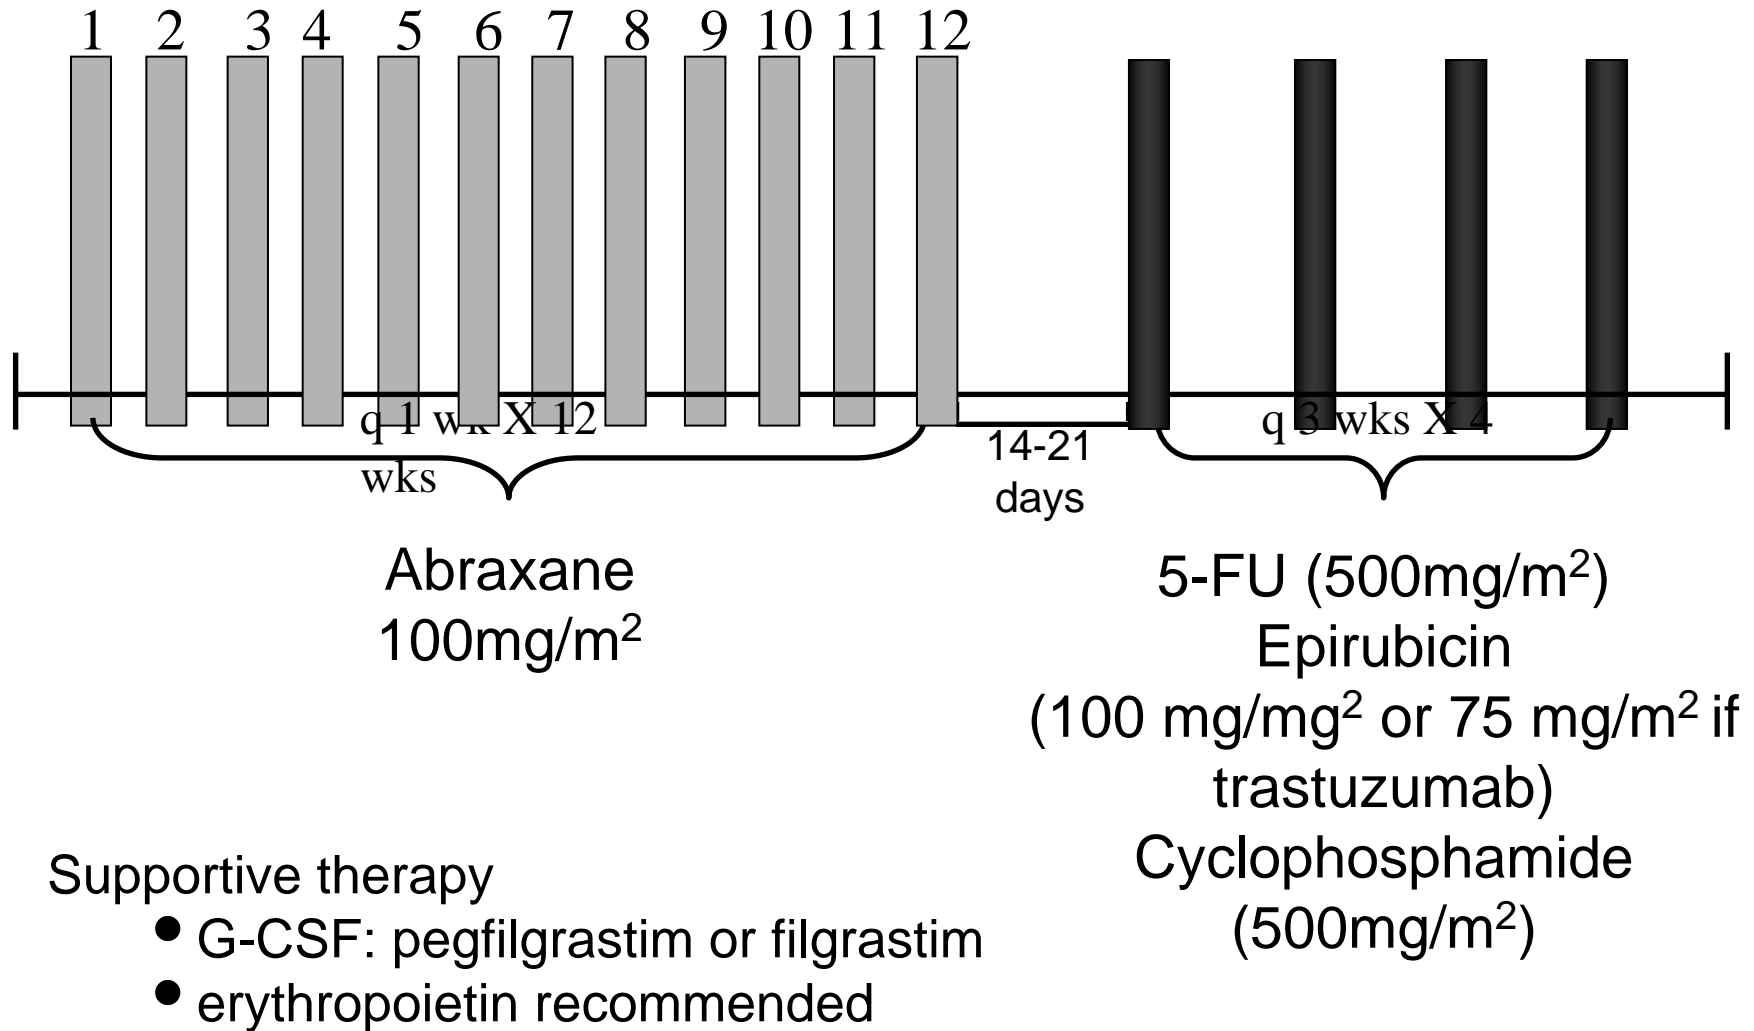 1 2 3 4 5 6 7 8 9 10 11 12
q 1 wk X 12
wks
14-21
days
q 3 wks X 4
Abraxane
100mg/m²
5-FU (500mg/m²)
Epirubicin
(100 mg/mg² or 75 mg/m² if
trastuzumab)
Cyclophosphamide
(500mg/m²)
Supportive therapy
● G-CSF: pegfilgrastim or filgrastim
● erythropoietin recommended